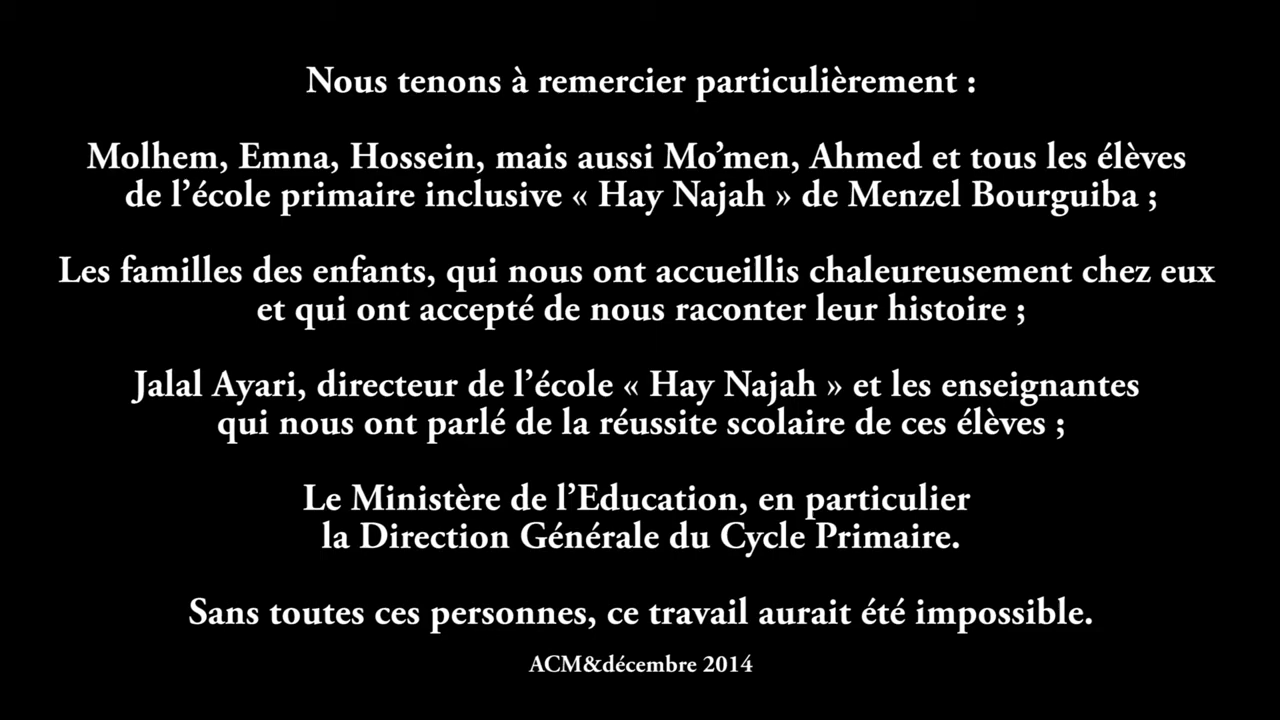 Nous tenons à remercier particulièrement :
Molhem, Emna, Hossein, mais aussi Mo’men, Ahmed et tous les élèves
de l’école primaire inclusive « Hay Najah » de Menzel Bourguiba ;
Les familles des enfants, qui nous ont accueillis chaleureusement chez eux
et qui ont accepté de nous raconter leur histoire ;
Jalal Ayari, directeur de l’école « Hay Najah » et les enseignantes
qui nous ont parlé de la réussite scolaire de ces élèves ;
Le Ministère de l’Education, en particulier
la Direction Générale du Cycle Primaire.
Sans toutes ces personnes, ce travail aurait été impossible.
ACM&décembre 2014